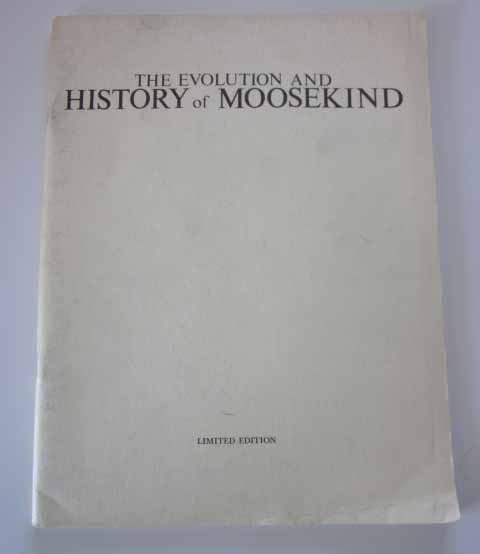 THE EVOLUTION AND
HISTORY of MOOSEKIND
LIMITED EDITION